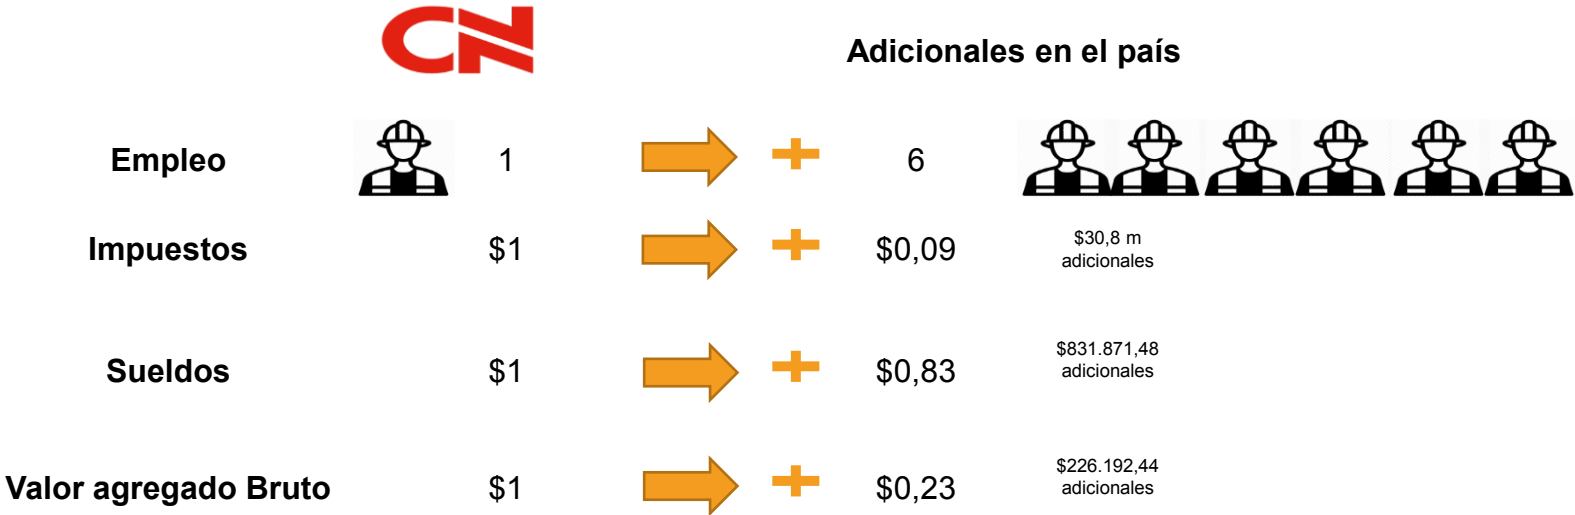 CN
Adicionales en el país
Empleo 1 + 6
Impuestos $1 + $0,09 $30,8 m
adicionales
Sueldos $1 + $0,83 $831.871,48
adicionales
Valor agregado Bruto $1 + $0,23 $226.192,44
adicionales